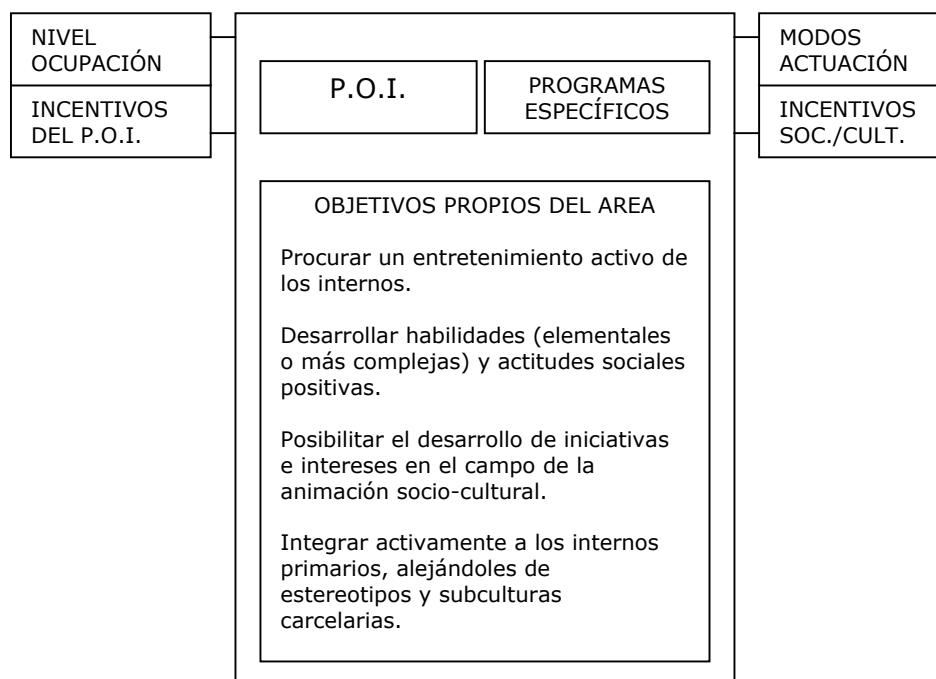 NIVEL
OCUPACIÓN
INCENTIVOS
DEL P.O.I.
P.O.I.
PROGRAMAS
ESPECÍFICOS
MODOS
ACTUACIÓN
INCENTIVOS
SOC./CULT.
OBJETIVOS PROPIOS DEL AREA
Procurar un entretenimiento activo de
los internos.
Desarrollar habilidades (elementales
o más complejas) y actitudes sociales
positivas.
Posibilitar el desarrollo de iniciativas
e intereses en el campo de la
animación socio-cultural.
Integrar activamente a los internos
primarios, alejándoles de
estereotipos y subculturas
carcelarias.